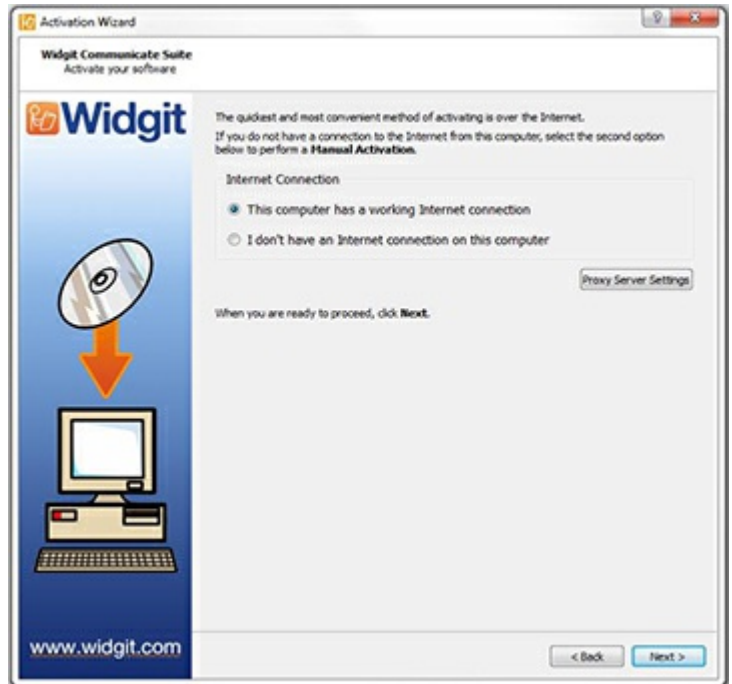 Activation Wizard
Widgit Communicate Suite
Activate your software
Widgit
The quickest and most convenient method of activating is over the Internet.
If you do not have a connection to the Internet from this computer, select the second option
below to perform a Manual Activation.
Internet Connection
This computer has a working Internet connection
I don't have an Internet connection on this computer
Proxy Server Settings
When you are ready to proceed, click Next.
www.widgit.com
< Back
Next >